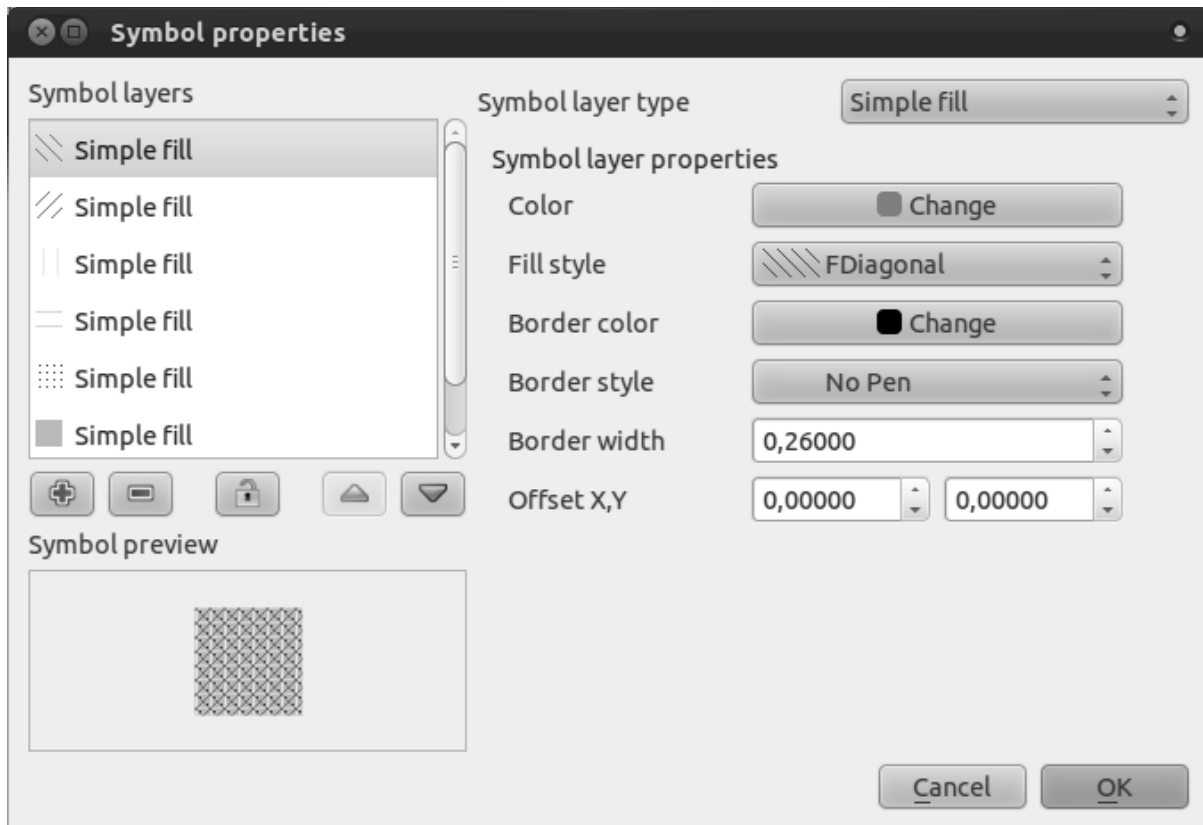 Symbol properties
Symbol layers
Simple fill
Simple fill
Simple fill
Simple fill
Simple fill
Simple fill
Symbol preview
Symbol layer type
Simple fill
Symbol layer properties
Color
Change
Fill style
FDiagonal
Border color
Change
Border style
No Pen
Border width
0,26000
Offset X,Y
0,00000
0,00000
Cancel
OK